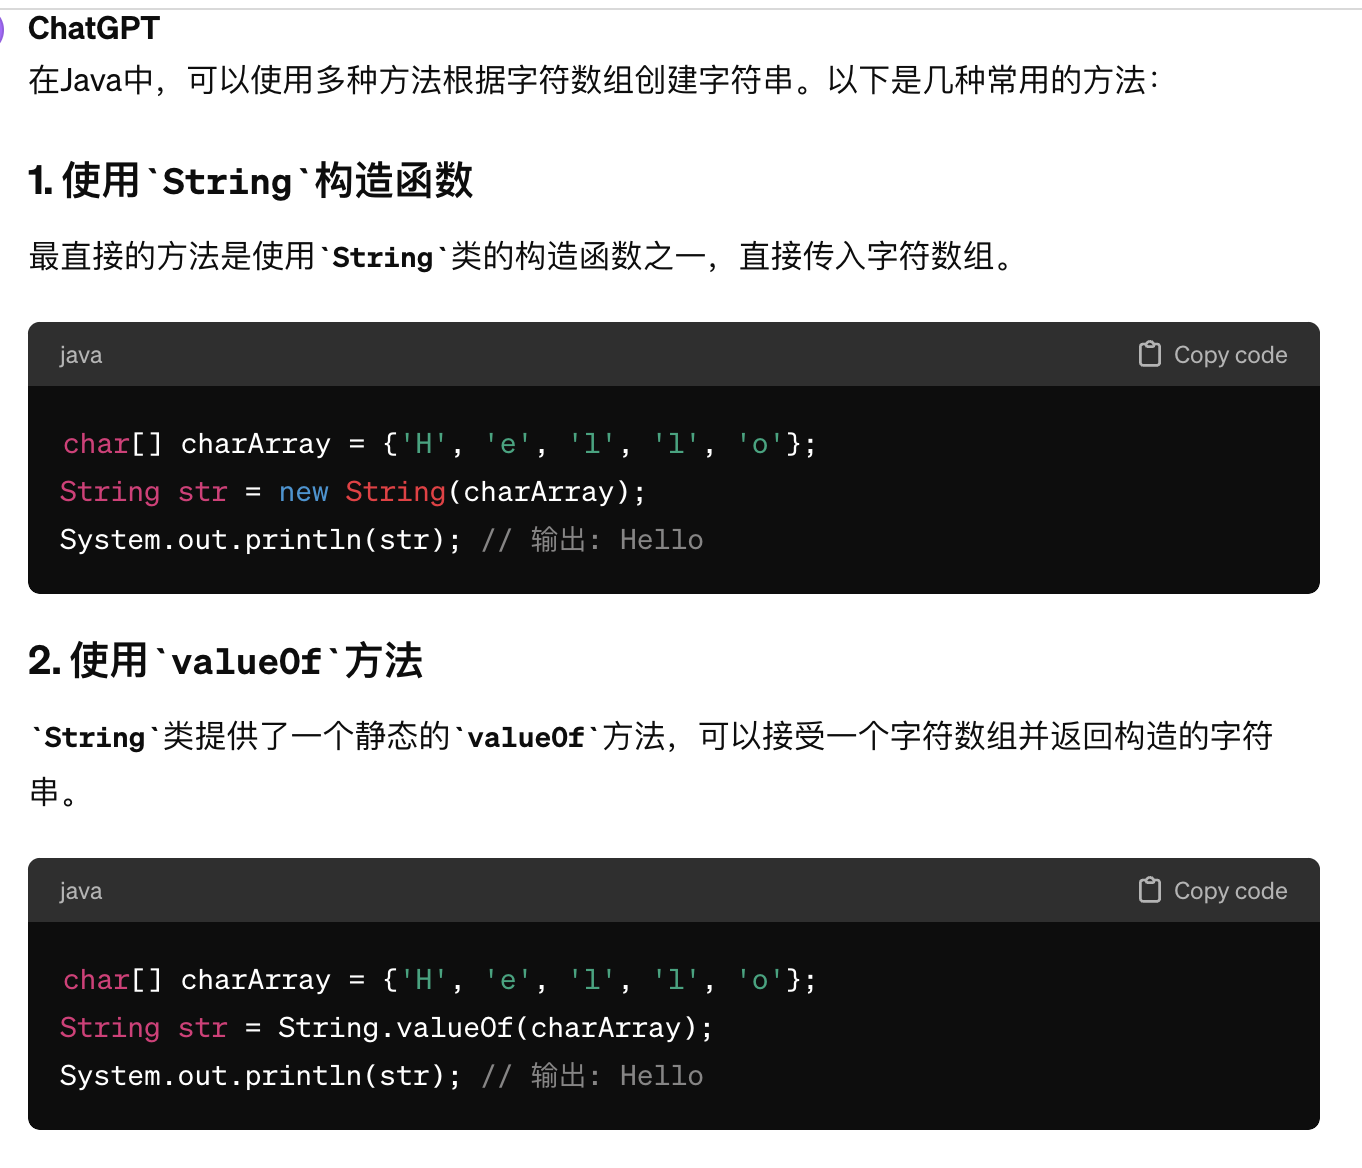 ChatGPT
在Java中，可以使用多种方法根据字符数组创建字符串。以下是几种常用的方法：
1. 使用`String`构造函数
最直接的方法是使用`String`类的构造函数之一，直接传入字符数组。
java
Copy code
char[] charArray = {'H', 'e', 'l', 'l', 'o'};
String str = new String(charArray);
System.out.println(str); // 输出: Hello
2. 使用`valueOf`方法
`String`类提供了一个静态的`valueOf`方法，可以接受一个字符数组并返回构造的字符
串。
java
Copy code
char[] charArray = {'H', 'e', 'l', 'l', 'o'};
String str = String.valueOf(charArray);
System.out.println(str); // 输出: Hello